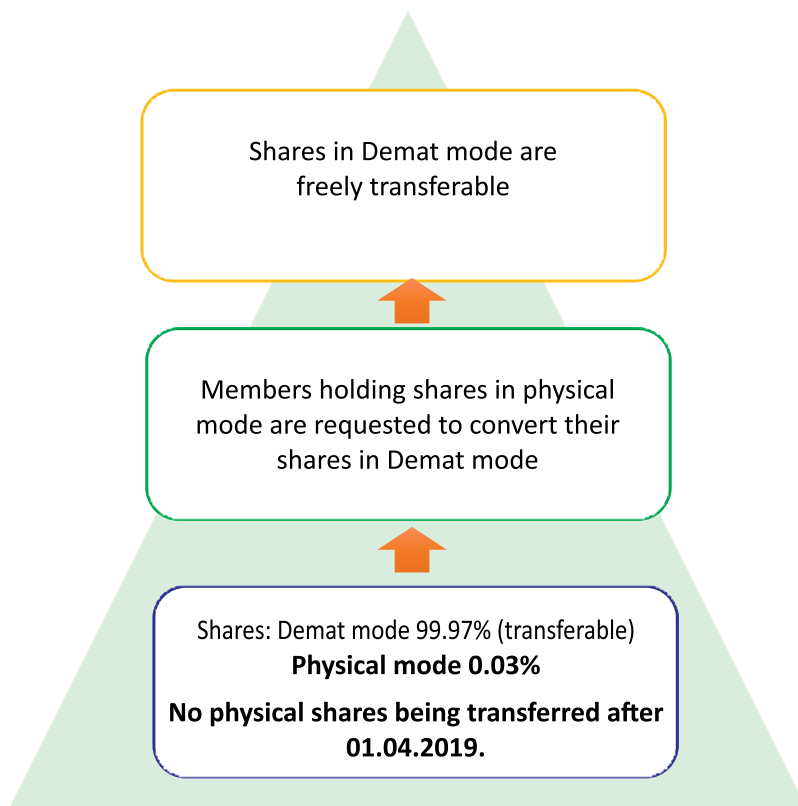 Shares in Demat mode are
freely transferable
Members holding shares in physical
mode are requested to convert their
shares in Demat mode
Shares: Demat mode 99.97% (transferable)
Physical mode 0.03%
No physical shares being transferred after
01.04.2019.